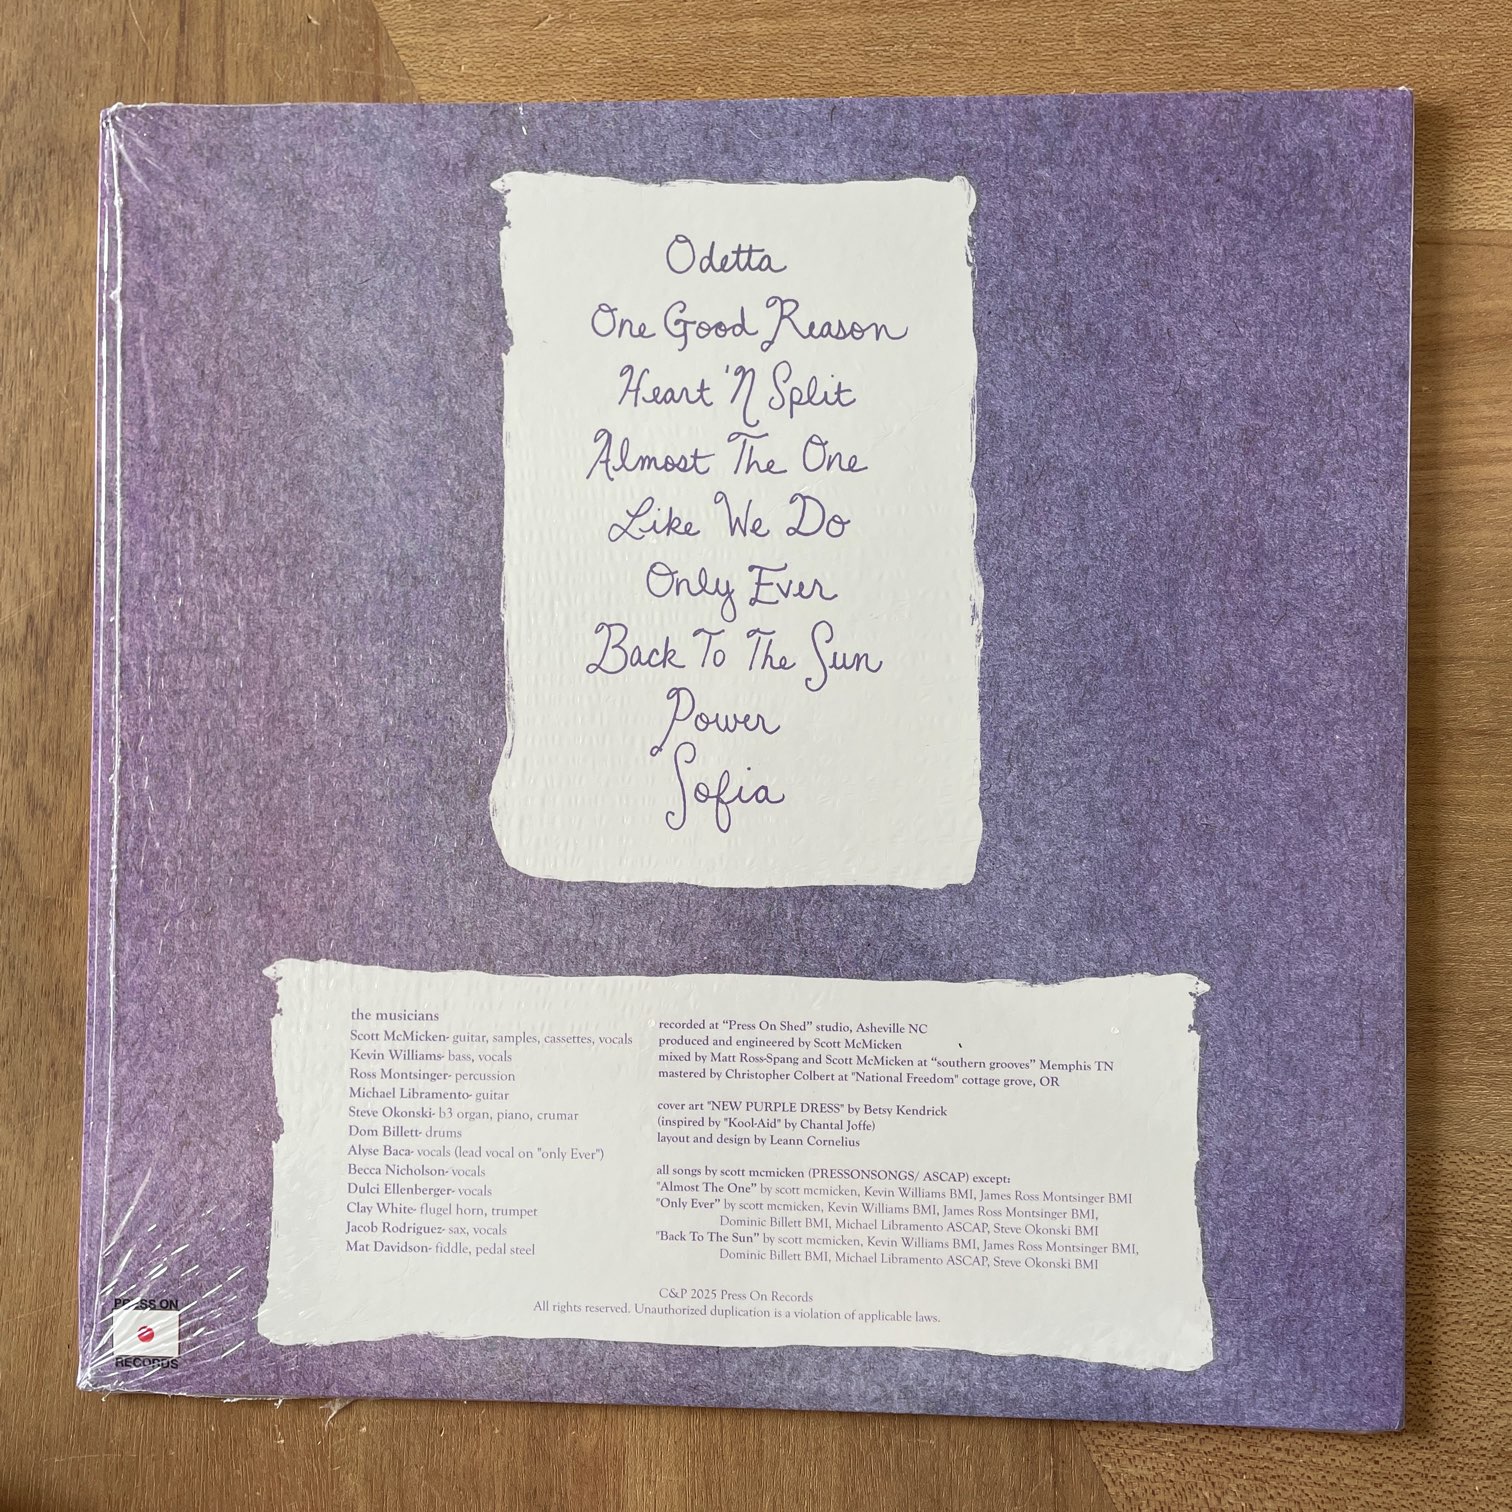 Odetta
One Good Reason
Heart 'N Split
Almost The One
Like We Do
Only Ever
Back To The Sun
Power
Sofia
the musicians
Scott McMicken- guitar, samples, cassettes, vocals
Kevin Williams- bass, vocals
Ross Montsinger- percussion
Michael Libramento- guitar
Steve Okonski- b3 organ, piano, crumar
Dom Billett- drums
Alyse Baca- vocals (lead vocal on "only Ever")
Becca Nicholson- vocals
Dulci Ellenberger- vocals
Clay White- flugel horn, trumpet
Jacob Rodriguez- sax, vocals
Mat Davidson- fiddle, pedal steel
recorded at “Press On Shed” studio, Asheville NC
produced and engineered by Scott McMicken
mixed by Matt Ross-Spang and Scott McMicken at “southern grooves” Memphis TN
mastered by Christopher Colbert at "National Freedom" cottage grove, OR
cover art "NEW PURPLE DRESS" by Betsy Kendrick
(inspired by "Kool-Aid" by Chantal Joffe)
layout and design by Leann Cornelius
all songs by scott mcmicken (PRESSONSONGS/ ASCAP) except:
"Almost The One” by scott mcmicken, Kevin Williams BMI, James Ross Montsinger BMI
"Only Ever” by scott mcmicken, Kevin Williams BMI, James Ross Montsinger BMI,
Dominic Billett BMI, Michael Libramento ASCAP, Steve Okonski BMI
"Back To The Sun” by scott mcmicken, Kevin Williams BMI, James Ross Montsinger BMI,
Dominic Billett BMI, Michael Libramento ASCAP, Steve Okonski BMI
C&P 2025 Press On Records
All rights reserved. Unauthorized duplication is a violation of applicable laws.
PRESS ON
RECORDS